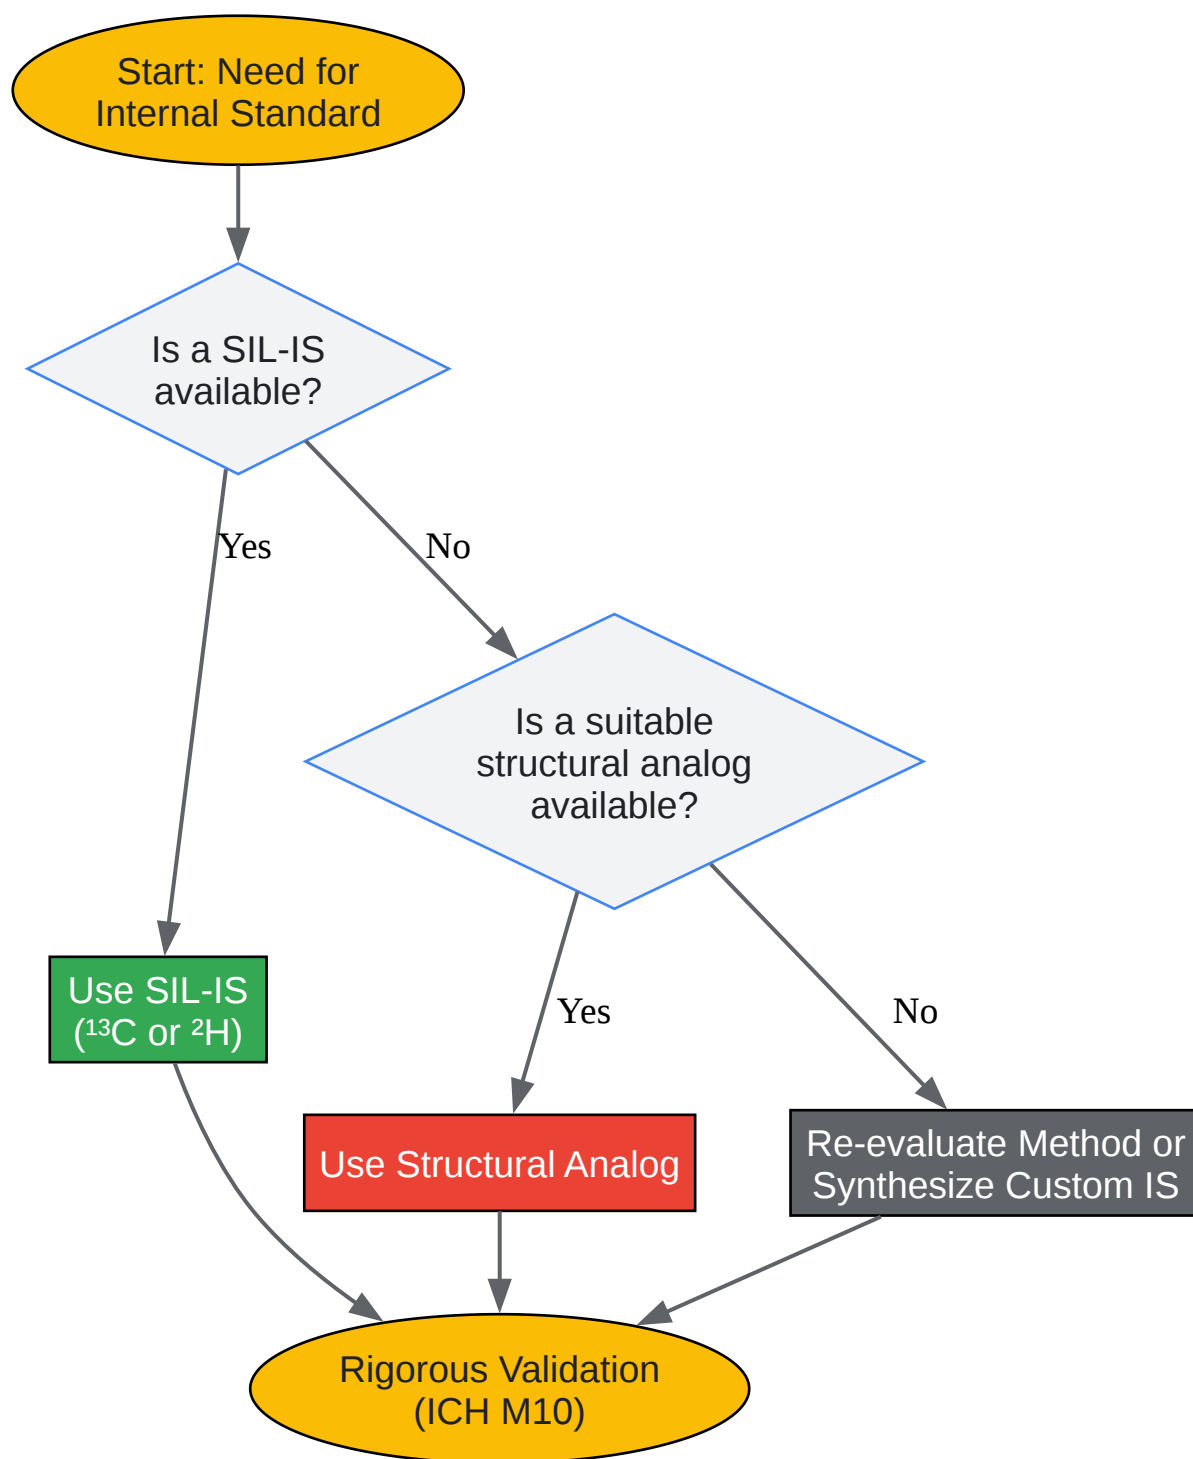 Start: Need for
Internal Standard
Is a SIL-IS
available?
Yes
No
Is a suitable
structural analog
available?
Use SIL-IS
(¹³C or ²H)
Yes
No
Use Structural Analog
Re-evaluate Method or
Synthesize Custom IS
Rigorous Validation
(ICH M10)